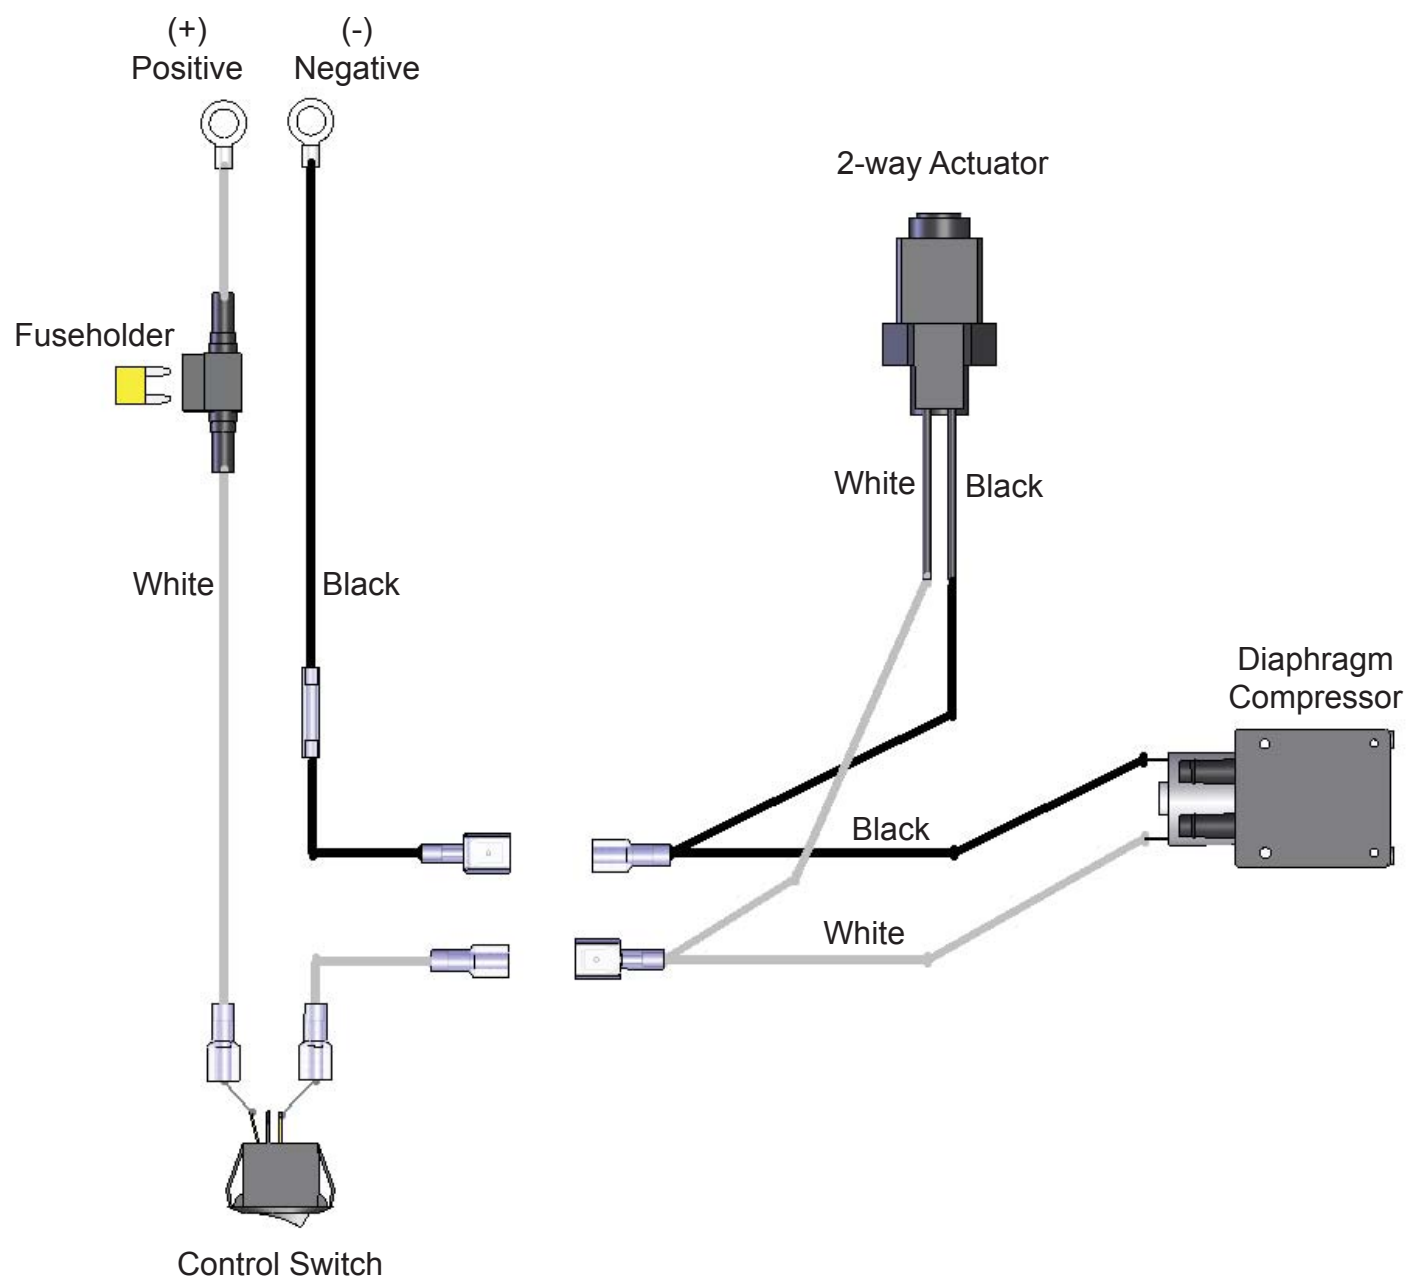 (+)
Positive
(-)
Negative
2-way Actuator
Fuseholder
White
Black
White
Black
Diaphragm
Compressor
Black
White
Control Switch